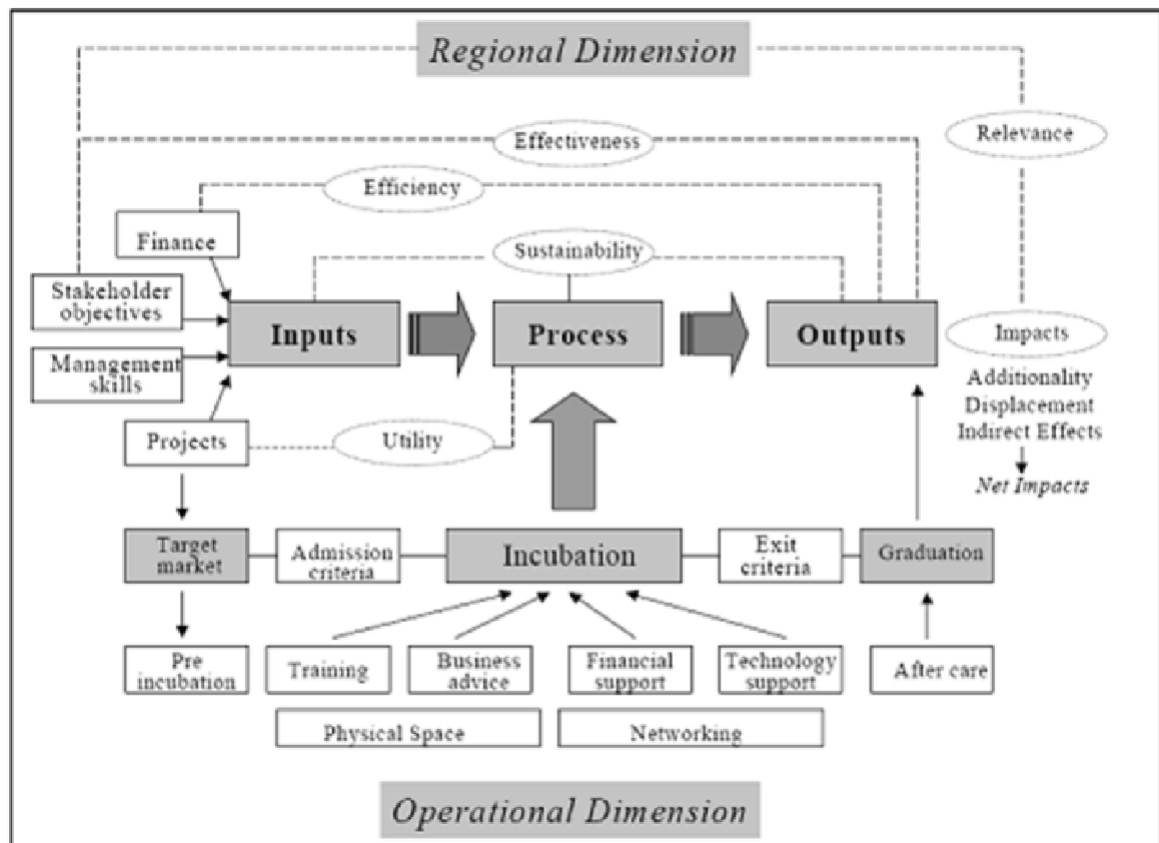 Regional Dimension
Relevance
Effectiveness
Efficiency
Finance
Sustainability
Stakeholder
objectives
Inputs
Process
Outputs
Impacts
Management
skills
Additionality
Displacement
Indirect Effects
Projects
Utility
Net Impacts
Target
market
Admission
criteria
Incubation
Exit
criteria
Graduation
Pre
incubation
Training
Business
advice
Financial
support
Technology
support
After care
Physical Space
Networking
Operational Dimension